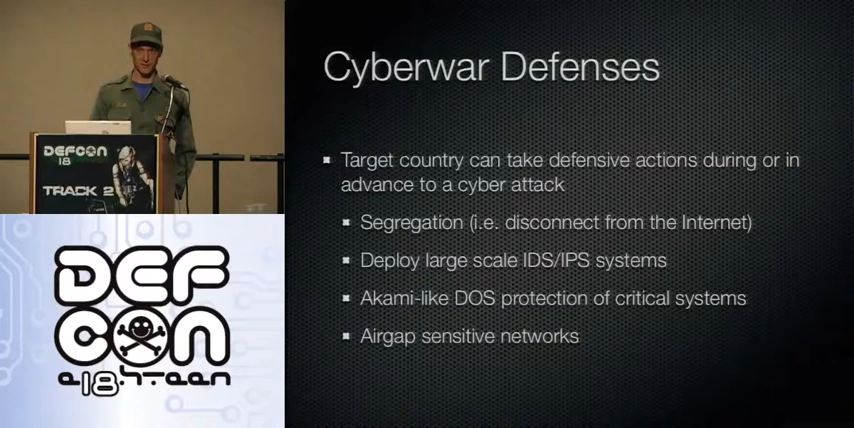 Cyberwar Defenses
Target country can take defensive actions during or in
advance to a cyber attack
Segregation (i.e. disconnect from the Internet)
Deploy large scale IDS/IPS systems
Akami-like DOS protection of critical systems
Airgap sensitive networks
DEFCON
18
TRACK 2
DEF
CON
e18h-teen